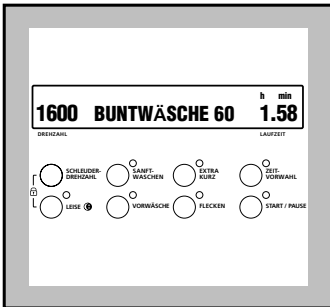 h min
1600 BUNTWÄSCHE 60 1.58
DREHZAHL LAUFZEIT
SCHLEUDER-
DREHZAHL
SANFT-
WASCHEN
EXTRA
KURZ
ZEIT-
VORWAHL
LEISE
VORWÄSCHE
FLECKEN
START / PAUSE